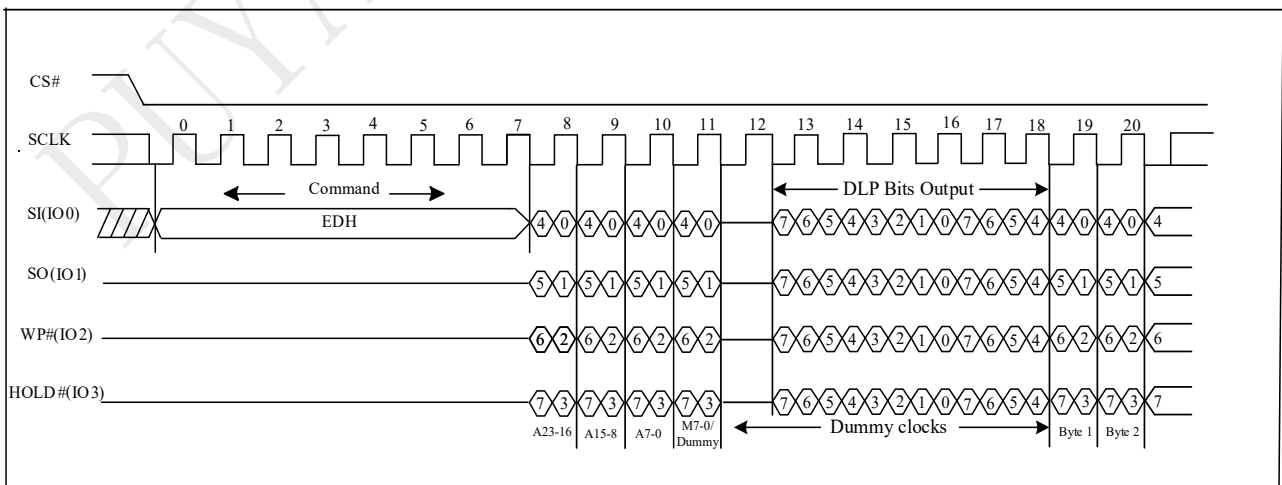 PUYA
CS#
SCLK
0 1 2 3 4 5 6 7 8 9 10 11 12 13 14 15 16 17 18 19 20
Command
DLP Bits Output
SI(IO0)
EDH
4 0 4 0 4 0 4 0 7 6 5 4 3 2 1 0 7 6 5 4 4 0 4 0 4
SO(IO1)
5 1 5 1 5 1 5 1 7 6 5 4 3 2 1 0 7 6 5 4 5 1 5 1 5
WP#(IO2)
6 2 6 2 6 2 6 2 7 6 5 4 3 2 1 0 7 6 5 4 6 2 6 2 6
HOLD#(IO3)
7 3 7 3 7 3 7 3 7 6 5 4 3 2 1 0 7 6 5 4 7 3 7 3 7
A23-16 A15-8 A7-0 M7-0/
Dummy
Dummy clocks
Byte 1 Byte 2